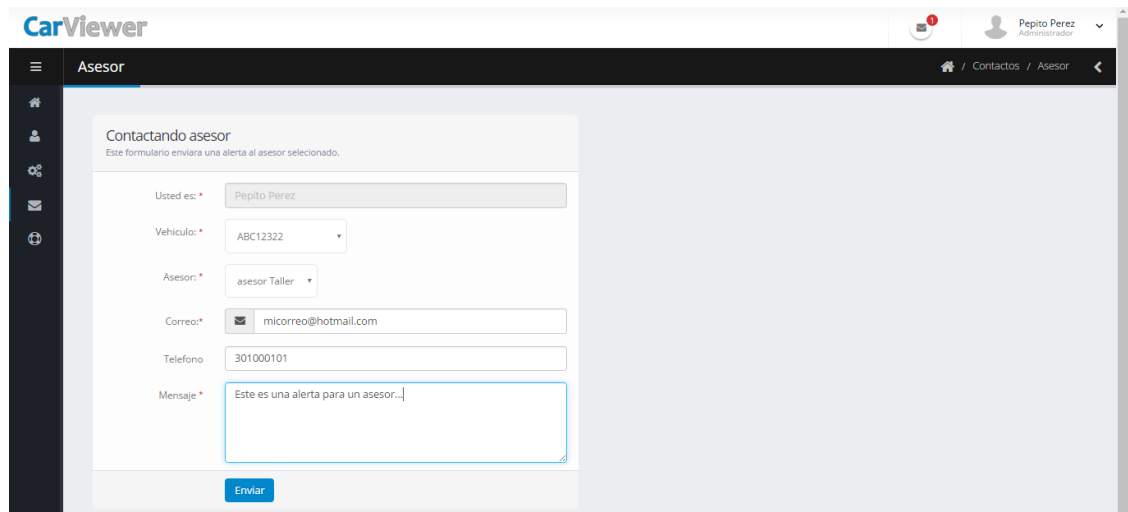 CarViewer
1
Pepito Perez
Administrador
Asesor
/ Contactos / Asesor
Contactando asesor
Este formulario enviara una alerta al asesor selecionado.
Usted es: * Pepito Perez
Vehiculo: * ABC12322
Asesor: * asesor Taller
Correo:* micorreo@hotmail.com
Telefono 301000101
Mensaje * Este es una alerta para un asesor...
Enviar